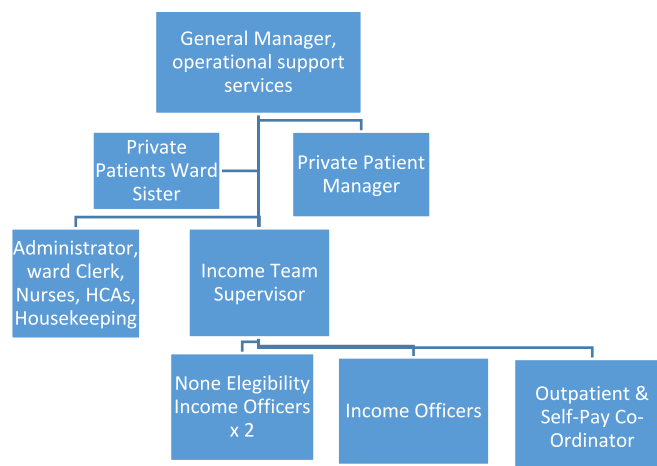 General Manager,
operational support
services
Private
Patients Ward
Sister
Private Patient
Manager
Administrator,
ward Clerk,
Nurses, HCAs,
Housekeeping
Income Team
Supervisor
None Elegibility
Income Officers
x 2
Income Officers
Outpatient &
Self-Pay Co-
Ordinator